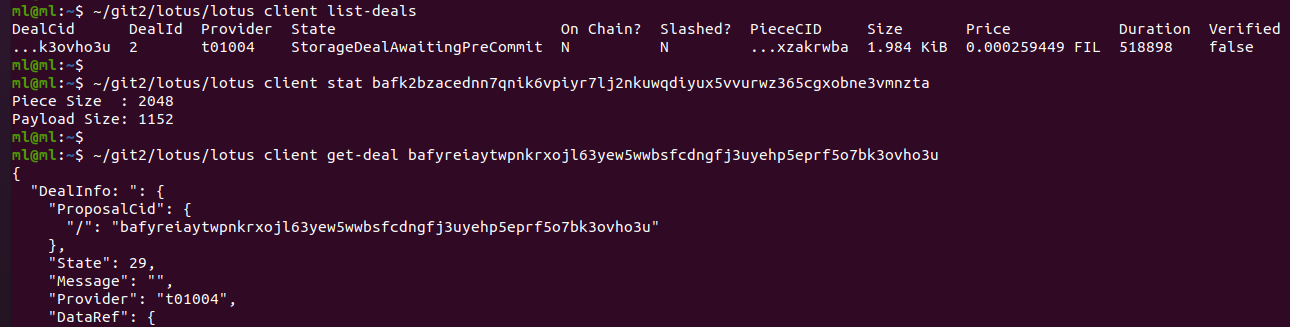 ml@ml:~$ ~/git2/lotus/lotus client list-deals
DealCid      DealId  Provider  State                       On Chain?  Slashed?  PieceCID     Size       Price            Duration  Verified
...k3ovho3u  2       t01004    StorageDealAwaitingPreCommit  N          N         ...xzakrwba  1.984 KiB  0.000259449 FIL  518898    false
ml@ml:~$
ml@ml:~$ ~/git2/lotus/lotus client stat bafk2bzacednn7qnik6vpiyr7lj2nkuwqdiyux5vvurwz365cgxobne3vmnzta
Piece Size  : 2048
Payload Size: 1152
ml@ml:~$
ml@ml:~$ ~/git2/lotus/lotus client get-deal bafyreiaytwpnkrxojl63yew5wwbsfcdngfj3uyehp5eprf5o7bk3ovho3u
{
  "DealInfo: ": {
    "ProposalCid": {
      "/": "bafyreiaytwpnkrxojl63yew5wwbsfcdngfj3uyehp5eprf5o7bk3ovho3u"
    },
    "State": 29,
    "Message": "",
    "Provider": "t01004",
    "DataRef": {